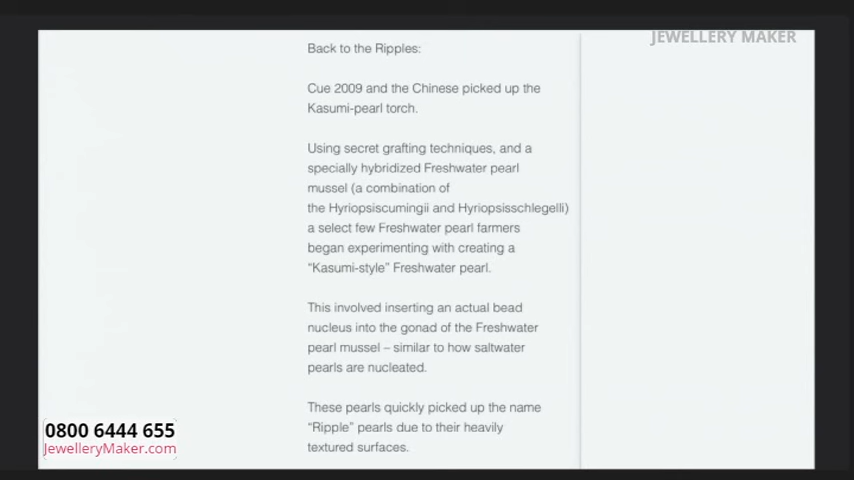 JEWELLERY MAKER
Back to the Ripples:
Cue 2009 and the Chinese picked up the
Kasumi-pearl torch.
Using secret grafting techniques, and a
specially hybridized Freshwater pearl
mussel (a combination of
the Hyriopsiscumingii and Hyriopsisschlegelli)
a select few Freshwater pearl farmers
began experimenting with creating a
“Kasumi-style” Freshwater pearl.
This involved inserting an actual bead
nucleus into the gonad of the Freshwater
pearl mussel – similar to how saltwater
pearls are nucleated.
These pearls quickly picked up the name
“Ripple” pearls due to their heavily
textured surfaces.
0800 6444 655
JewelleryMaker.com